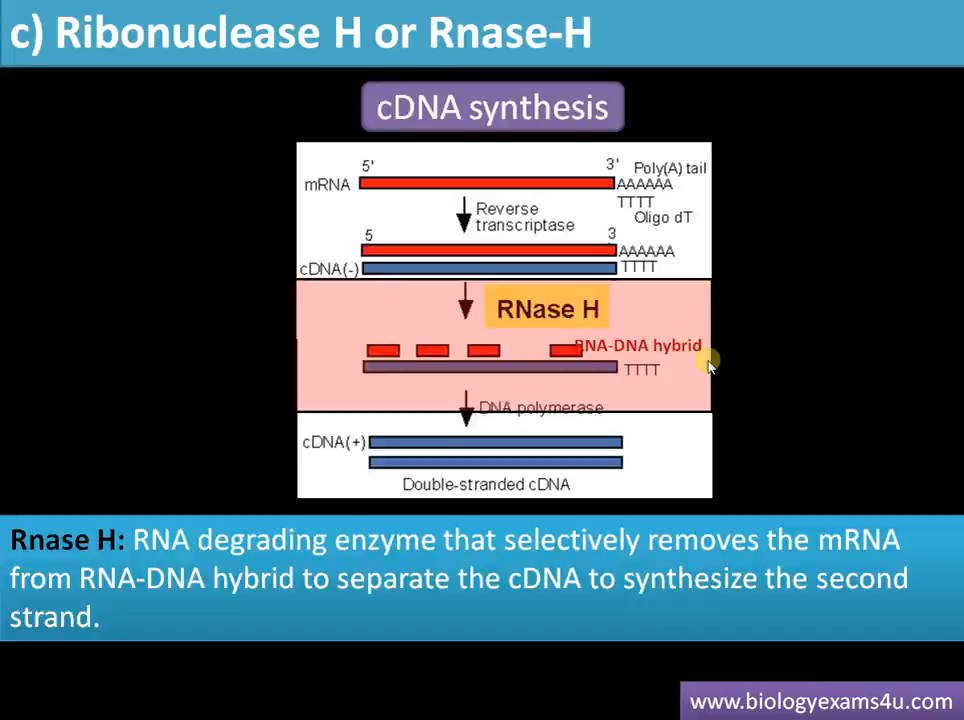 c) Ribonuclease H or Rnase-H
cDNA synthesis
5' 3' Poly(A) tail
mRNA AAAAAA
TTTT
Reverse Oligo dT
transcriptase
5 3
AAAAAA
cDNA(-) TTTT
RNase H
RNA-DNA hybrid
TTTT
DNA polymerase
cDNA(+)
Double-stranded cDNA
Rnase H: RNA degrading enzyme that selectively removes the mRNA
from RNA-DNA hybrid to separate the cDNA to synthesize the second
strand.
www.biologyexams4u.com